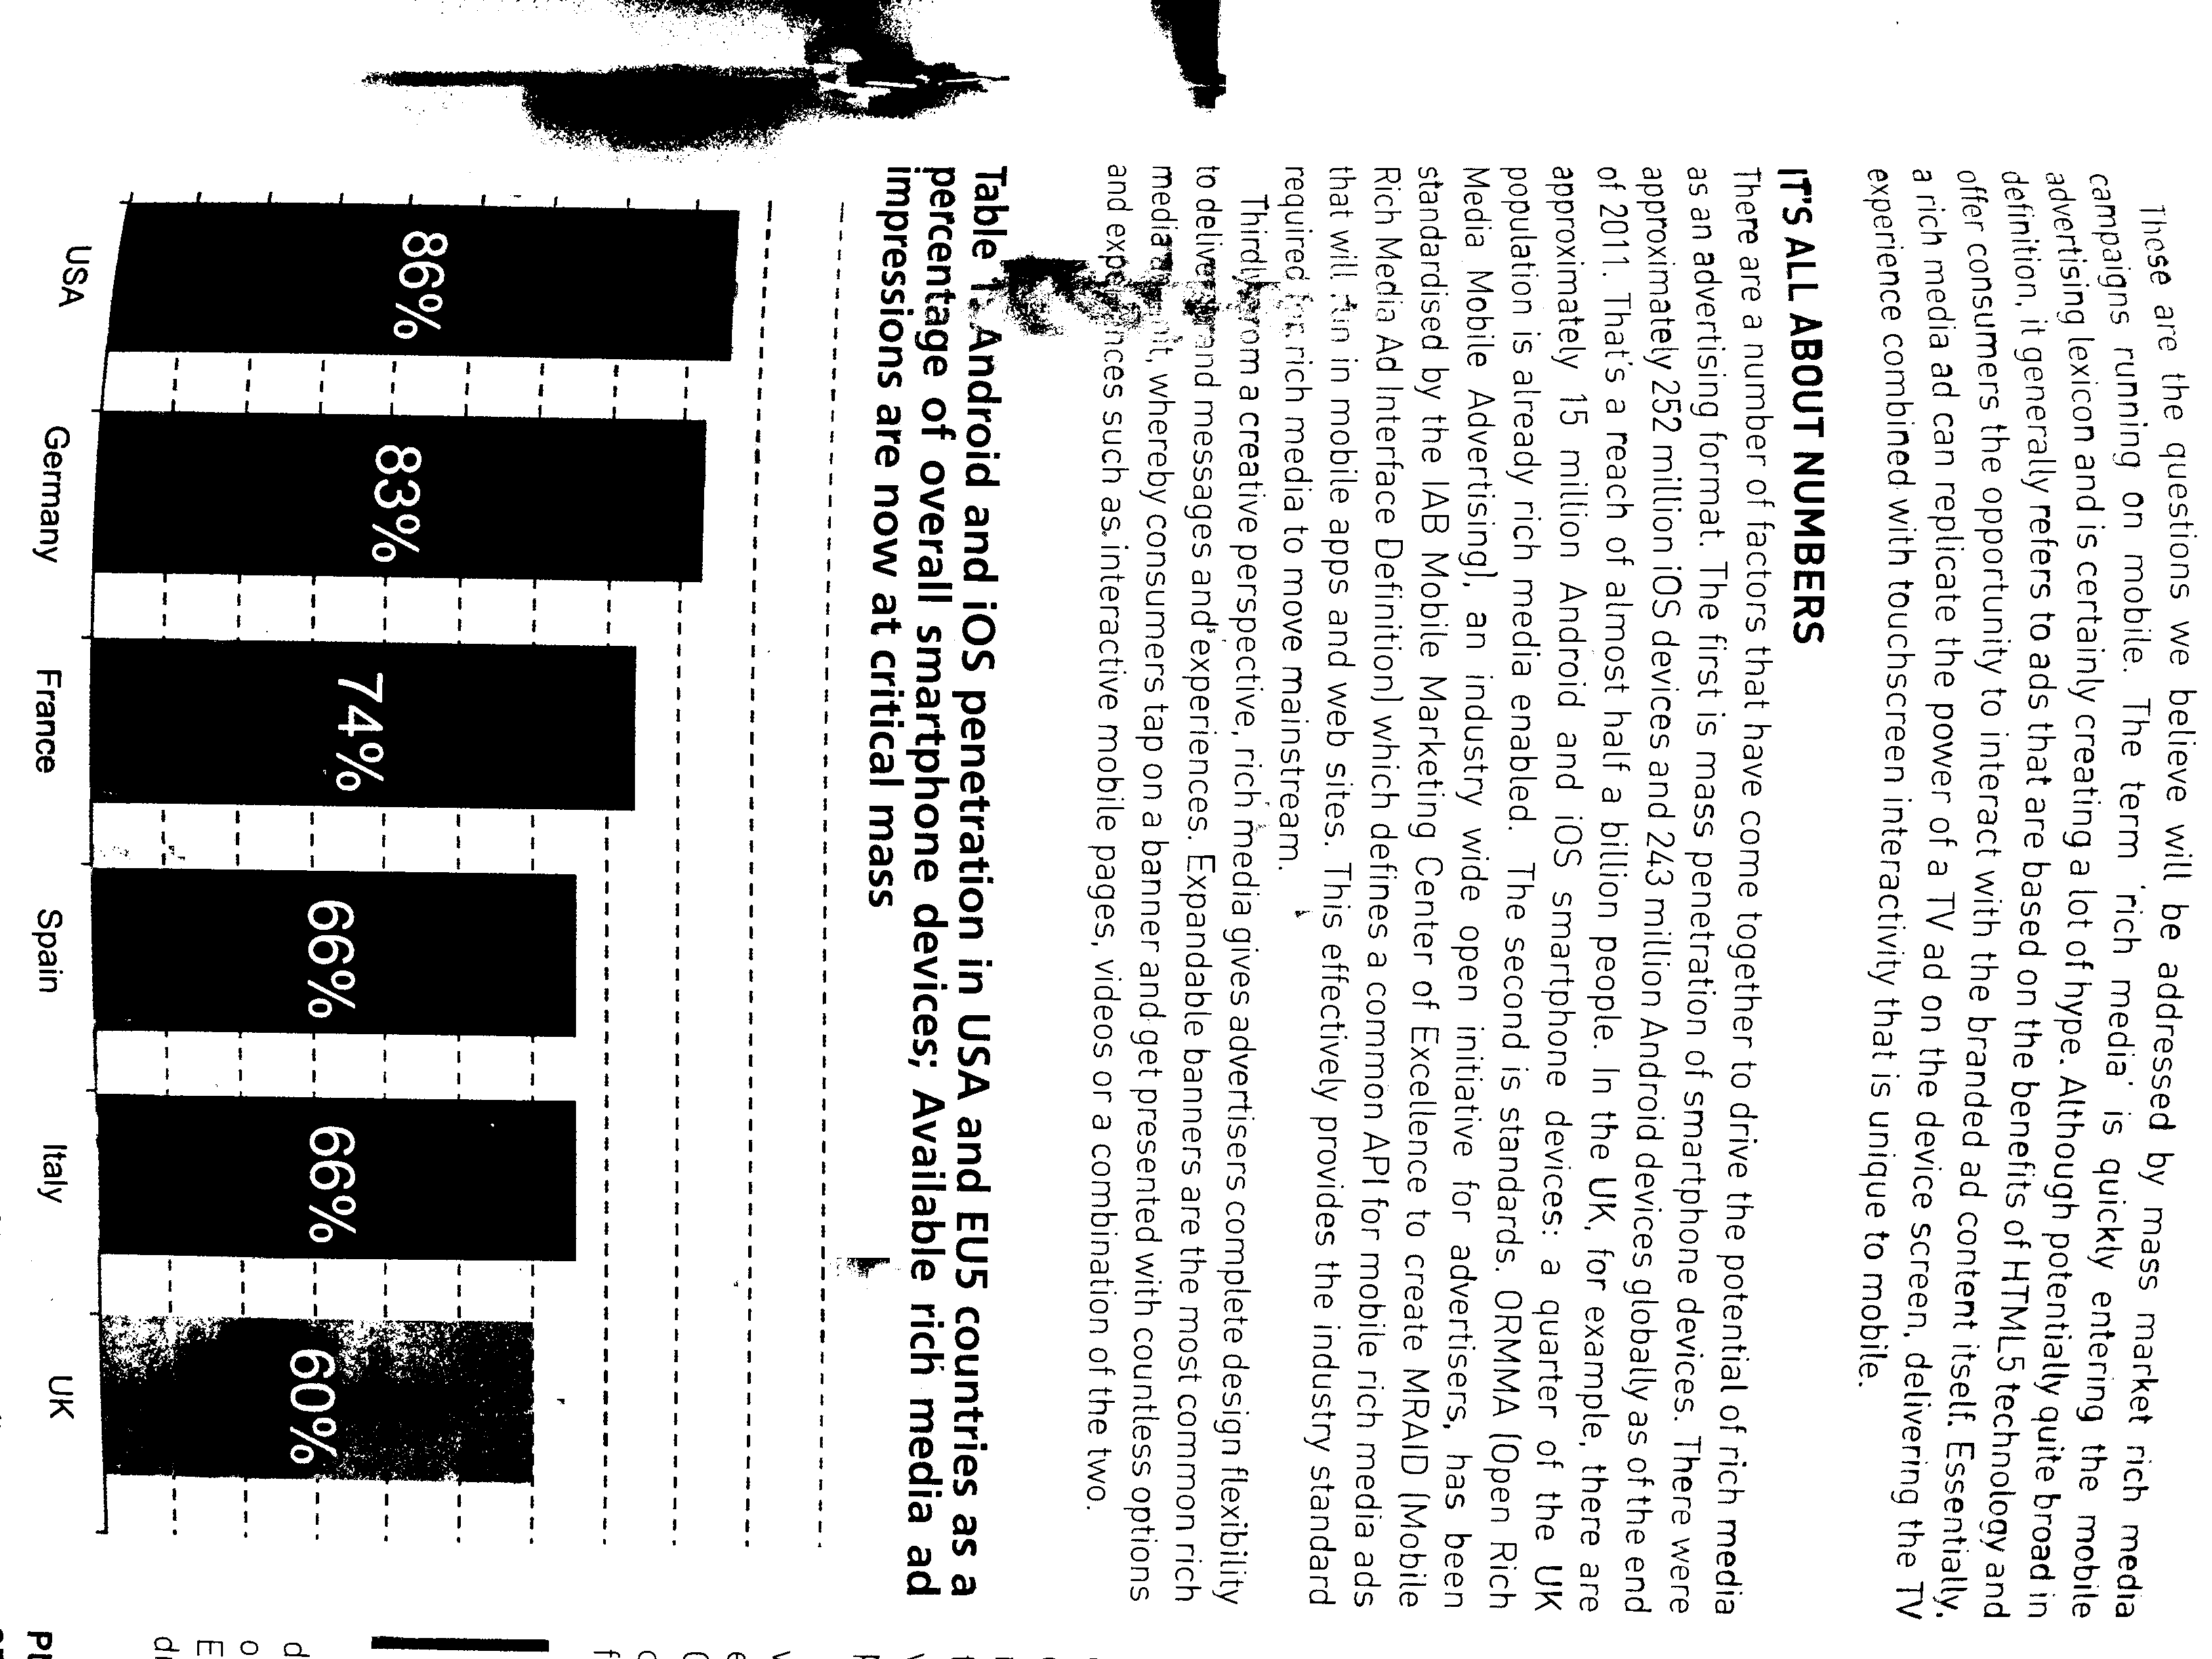 These are the questions we believe will be addressed by mass market rich media
campaigns running on mobile. The term 'rich media' is quickly entering the mobile
advertising lexicon and is certainly creating a lot of hype. Although potentially quite broad in
definition, it generally refers to ads that are based on the benefits of HTML5 technology and
offer consumers the opportunity to interact with the branded ad content itself. Essentially,
a rich media ad can replicate the power of a TV ad on the device screen, delivering the TV
experience combined with touchscreen interactivity that is unique to mobile.
IT'S ALL ABOUT NUMBERS
There are a number of factors that have come together to drive the potential of rich media
as an advertising format. The first is mass penetration of smartphone devices. There were
approximately 252 million iOS devices and 243 million Android devices globally as of the end
of 2011. That's a reach of almost half a billion people. In the UK, for example, there are
approximately 15 million Android and iOS smartphone devices: a quarter of the UK
population is already rich media enabled. The second is standards. ORMMA (Open Rich
Media Mobile Advertising), an industry wide open initiative for advertisers, has been
standardised by the IAB Mobile Marketing Center of Excellence to create MRAID (Mobile
Rich Media Ad Interface Definition) which defines a common API for mobile rich media ads
that will run in mobile apps and web sites. This effectively provides the industry standard
required for rich media to move mainstream.
Thirdly from a creative perspective, rich media gives advertisers complete design flexibility
to deliver brand messages and experiences. Expandable banners are the most common rich
media ad unit, whereby consumers tap on a banner and get presented with countless options
and experiences such as interactive mobile pages, videos or a combination of the two.
Table 1 Android and iOS penetration in USA and EU5 countries as a
percentage of overall smartphone devices; Available rich media ad
impressions are now at critical mass
86% 83% 74% 66% 66% 60%
USA Germany France Spain Italy UK